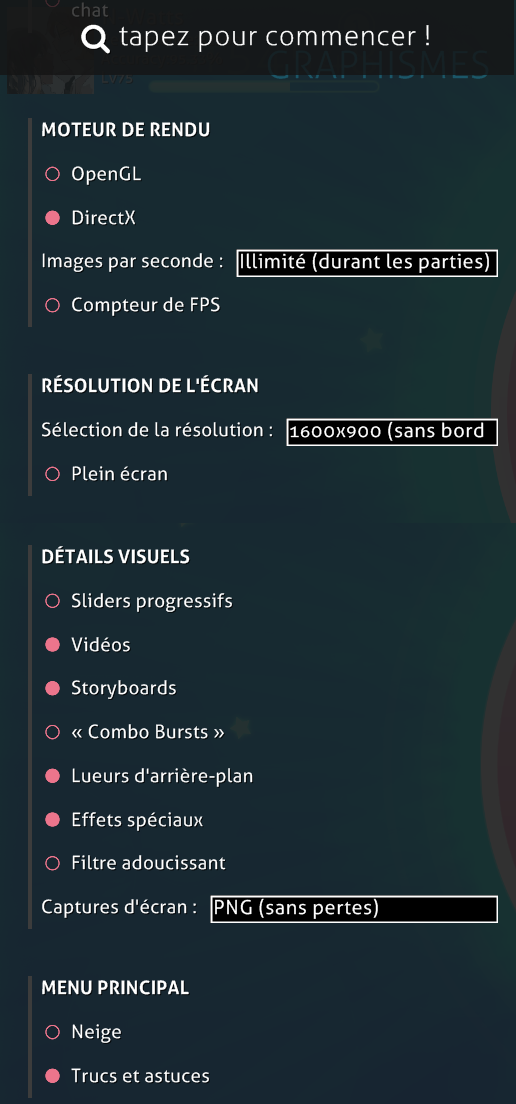 chat
tapez pour commencer !
Lv75
GRAPHISMES
MOTEUR DE RENDU
OpenGL
DirectX
Images par seconde : Illimité (durant les parties)
Compteur de FPS
RÉSOLUTION DE L'ÉCRAN
Sélection de la résolution : 1600x900 (sans bord
Plein écran
DÉTAILS VISUELS
Sliders progressifs
Vidéos
Storyboards
« Combo Bursts »
Lueurs d'arrière-plan
Effets spéciaux
Filtre adoucissant
Captures d'écran : PNG (sans pertes)
MENU PRINCIPAL
Neige
Trucs et astuces